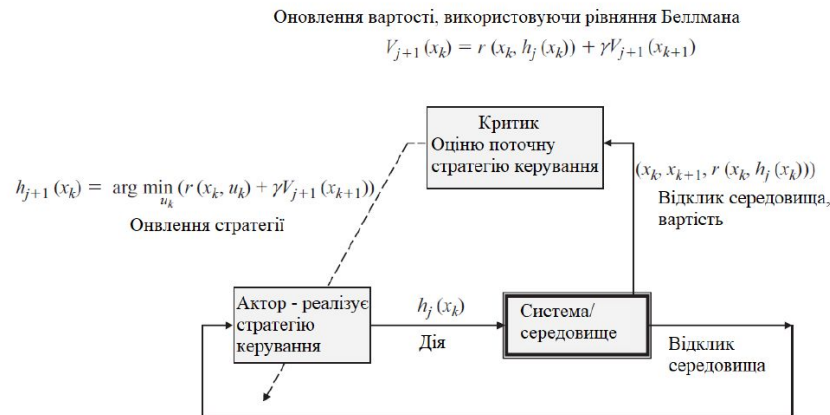 Оновлення вартості, використовуючи рівняння Беллмана
V_{j+1}(x_k) = r(x_k, h_j(x_k)) + γV_{j+1}(x_{k+1})
Критик
Оціню поточну
стратегію керування
h_{j+1}(x_k) = arg min_{u_k} (r(x_k, u_k) + γV_{j+1}(x_{k+1}))
Онвлення стратегії
(x_k, x_{k+1}, r(x_k, h_j(x_k)))
Відклик середовища,
вартість
Актор - реалізує
стратегію
керування
h_j(x_k)
Дія
Система/
середовище
Відклик
середовища